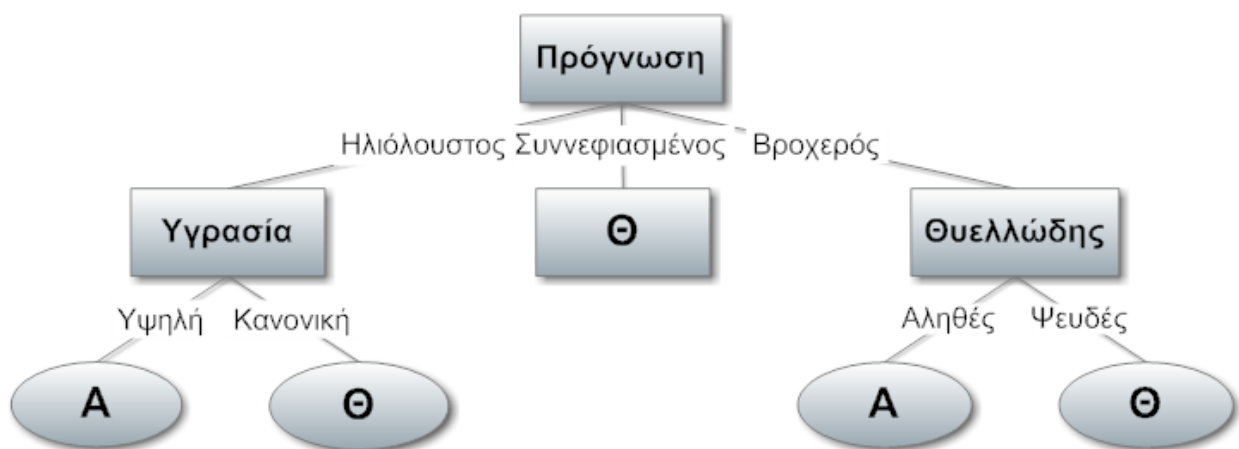 Πρόγνωση
Ηλιόλουστος Συννεφιασμένος Βροχερός
Υγρασία Θ Θυελλώδης
Υψηλή Κανονική Αληθές Ψευδές
Α Θ Α Θ